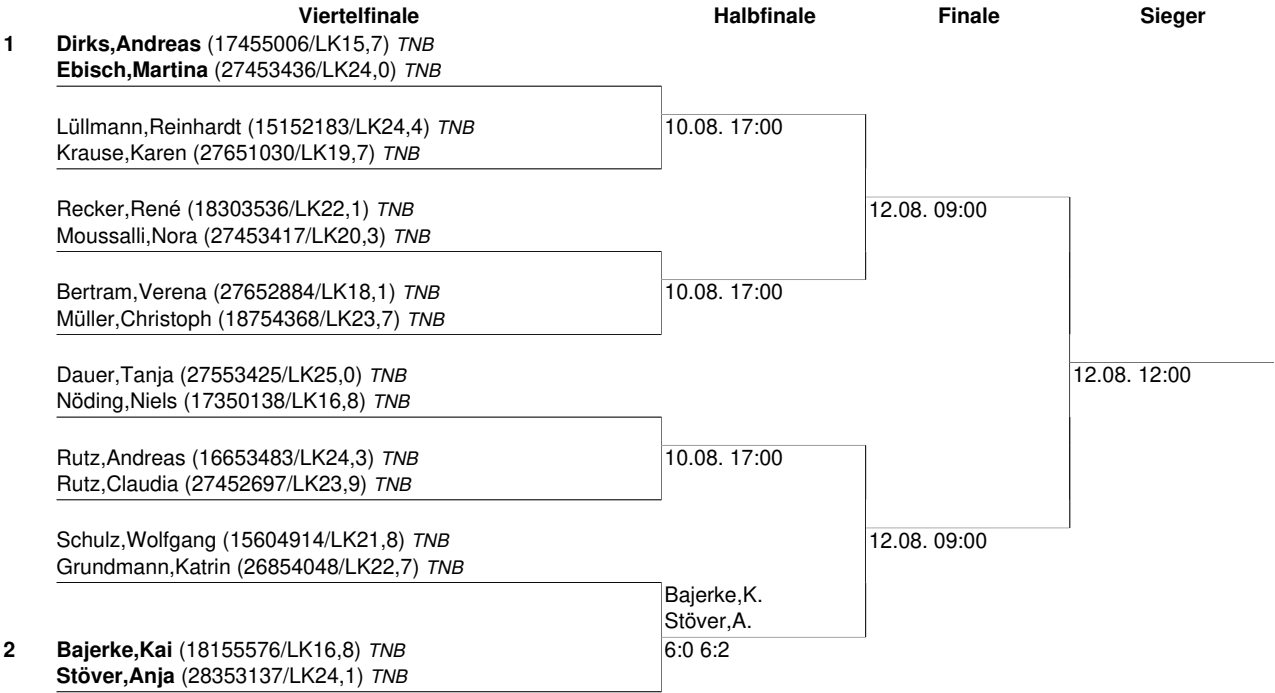 Viertelfinale Halbfinale Finale Sieger
1 Dirks,Andreas (17455006/LK15,7) TNB
Ebisch,Martina (27453436/LK24,0) TNB
Lüllmann,Reinhardt (15152183/LK24,4) TNB 10.08. 17:00
Krause,Karen (27651030/LK19,7) TNB
Recker,René (18303536/LK22,1) TNB 12.08. 09:00
Moussalli,Nora (27453417/LK20,3) TNB
Bertram,Verena (27652884/LK18,1) TNB 10.08. 17:00
Müller,Christoph (18754368/LK23,7) TNB
Dauer,Tanja (27553425/LK25,0) TNB 12.08. 12:00
Nöding,Niels (17350138/LK16,8) TNB
Rutz,Andreas (16653483/LK24,3) TNB 10.08. 17:00
Rutz,Claudia (27452697/LK23,9) TNB
Schulz,Wolfgang (15604914/LK21,8) TNB 12.08. 09:00
Grundmann,Katrin (26854048/LK22,7) TNB
Bajerke,K.
Stöver,A.
2 Bajerke,Kai (18155576/LK16,8) TNB 6:0 6:2
Stöver,Anja (28353137/LK24,1) TNB